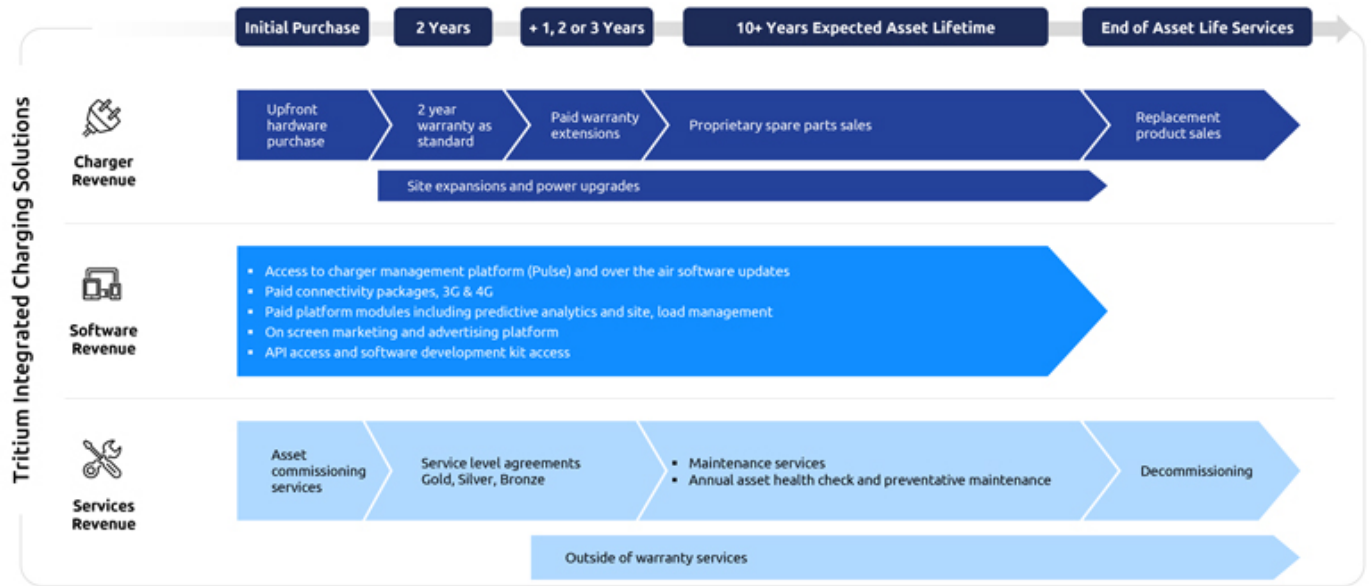 Initial Purchase
2 Years
+ 1, 2 or 3 Years
10+ Years Expected Asset Lifetime
End of Asset Life Services
Tritium Integrated Charging Solutions
Charger
Revenue
Upfront
hardware
purchase
2 year
warranty as
standard
Paid warranty
extensions
Proprietary spare parts sales
Replacement
product sales
Site expansions and power upgrades
Software
Revenue
▪ Access to charger management platform (Pulse) and over the air software updates
▪ Paid connectivity packages, 3G & 4G
▪ Paid platform modules including predictive analytics and site, load management
▪ On screen marketing and advertising platform
▪ API access and software development kit access
Services
Revenue
Asset
commissioning
services
Service level agreements
Gold, Silver, Bronze
▪ Maintenance services
▪ Annual asset health check and preventative maintenance
Decommissioning
Outside of warranty services